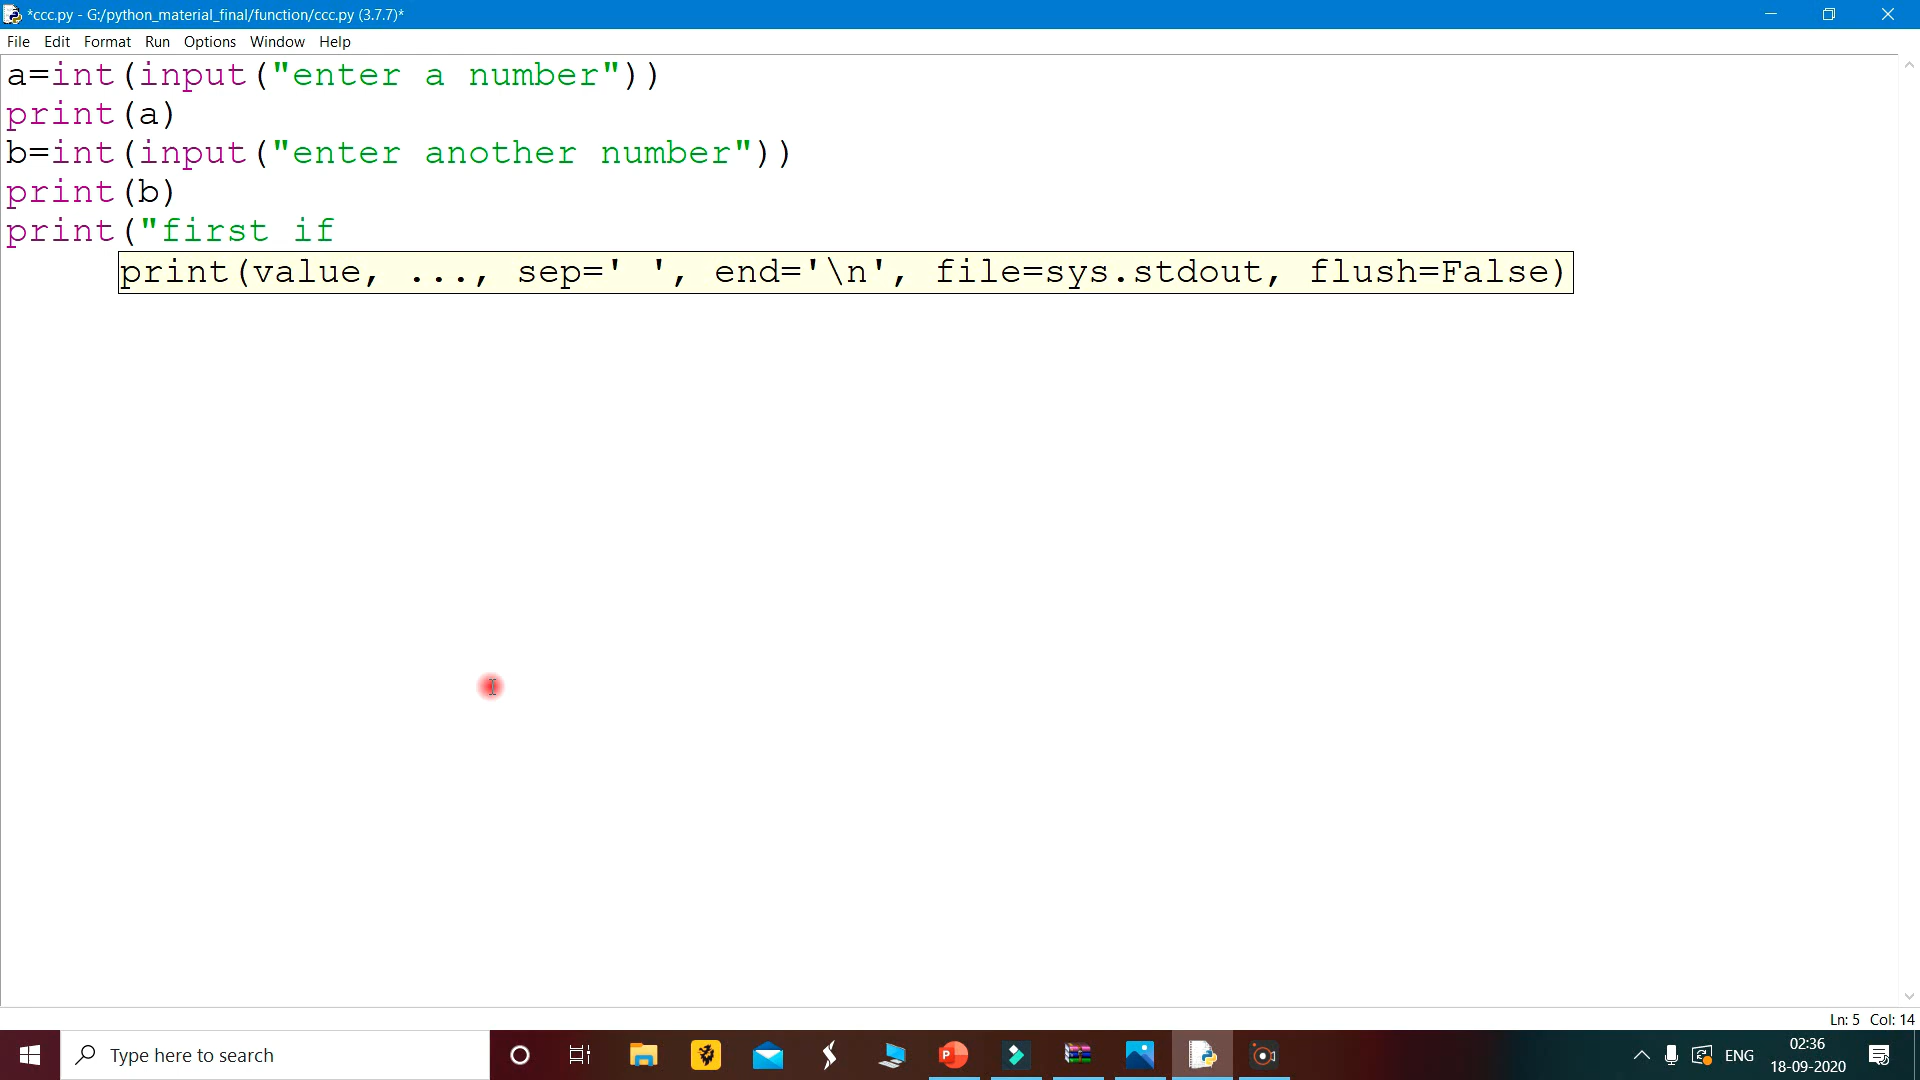 *ccc.py - G:/python_material_final/function/ccc.py (3.7.7)*
File Edit Format Run Options Window Help
a=int(input("enter a number"))
print(a)
b=int(input("enter another number"))
print(b)
print("first if
print(value, ..., sep=' ', end='\n', file=sys.stdout, flush=False)
Ln: 5 Col: 14
Type here to search
P
ENG
02:36
18-09-2020